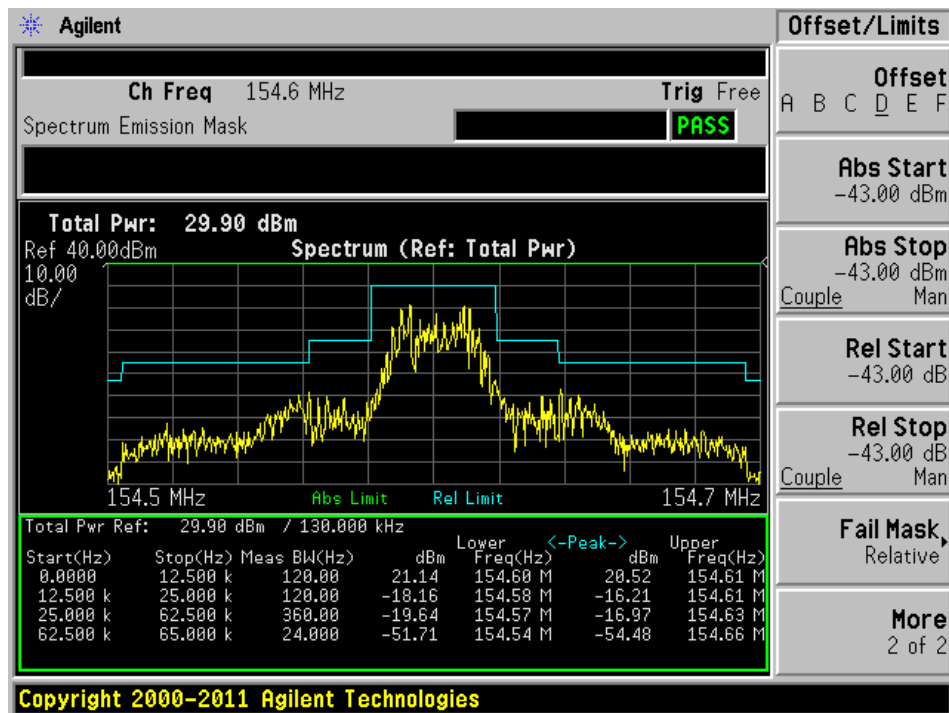 Agilent
Ch Freq 154.6 MHz Trig Free
Spectrum Emission Mask PASS
Total Pwr: 29.90 dBm
Ref 40.00dBm Spectrum (Ref: Total Pwr)
10.00
dB/
154.5 MHz Abs Limit Rel Limit 154.7 MHz
Total Pwr Ref: 29.90 dBm / 130.000 kHz
Lower <-Peak-> Upper
Start(Hz) Stop(Hz) Meas BW(Hz) dBm Freq(Hz) dBm Freq(Hz)
0.0000 12.500 k 120.00 21.14 154.60 M 20.52 154.61 M
12.500 k 25.000 k 120.00 -18.16 154.58 M -16.21 154.61 M
25.000 k 62.500 k 360.00 -19.64 154.57 M -16.97 154.63 M
62.500 k 65.000 k 24.000 -51.71 154.54 M -54.48 154.66 M
Copyright 2000-2011 Agilent Technologies
Offset/Limits
Offset
A B C D E F
Abs Start
-43.00 dBm
Abs Stop
-43.00 dBm
Couple Man
Rel Start
-43.00 dB
Rel Stop
-43.00 dB
Couple Man
Fail Mask
Relative
More
2 of 2